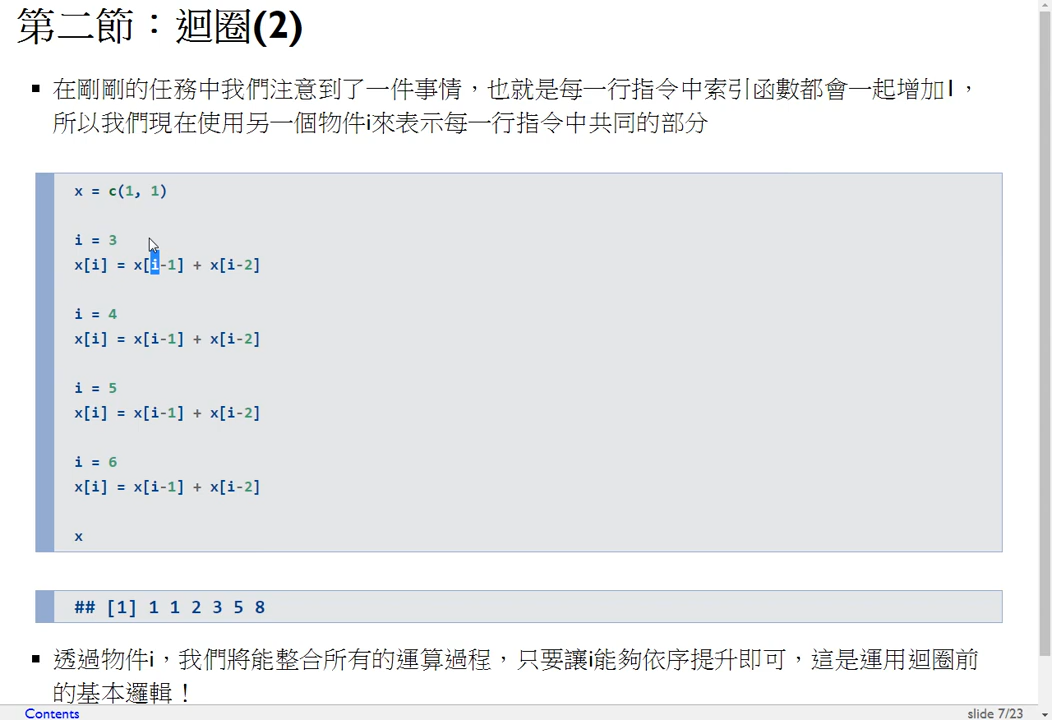 第二節：迴圈(2)
在剛剛的任務中我們注意到了一件事情，也就是每一行指令中索引函數都會一起增加1，
所以我們現在使用另一個物件i來表示每一行指令中共同的部分
x = c(1, 1)
i = 3
x[i] = x[i-1] + x[i-2]
i = 4
x[i] = x[i-1] + x[i-2]
i = 5
x[i] = x[i-1] + x[i-2]
i = 6
x[i] = x[i-1] + x[i-2]
x
## [1] 1 1 2 3 5 8
透過物件i，我們將能整合所有的運算過程，只要讓i能夠依序提升即可，這是運用迴圈前
的基本邏輯！
Contents
slide 7/23